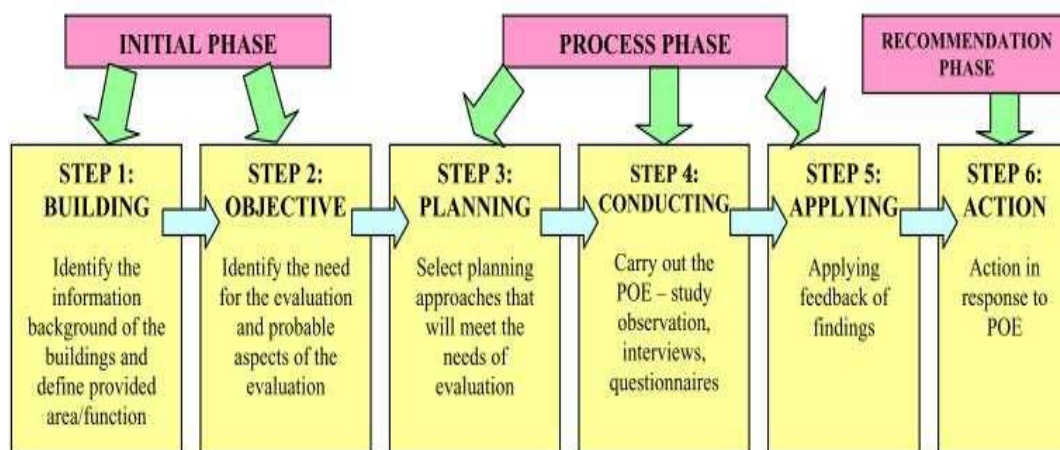 INITIAL PHASE
PROCESS PHASE
RECOMMENDATION
PHASE
STEP 1:
BUILDING
Identify the
information
background of the
buildings and
define provided
area/function
STEP 2:
OBJECTIVE
Identify the need
for the evaluation
and probable
aspects of the
evaluation
STEP 3:
PLANNING
Select planning
approaches that
will meet the
needs of
evaluation
STEP 4:
CONDUCTING
Carry out the
POE – study
observation,
interviews,
questionnaires
STEP 5:
APPLYING
Applying
feedback of
findings
STEP 6:
ACTION
Action in
response to
POE